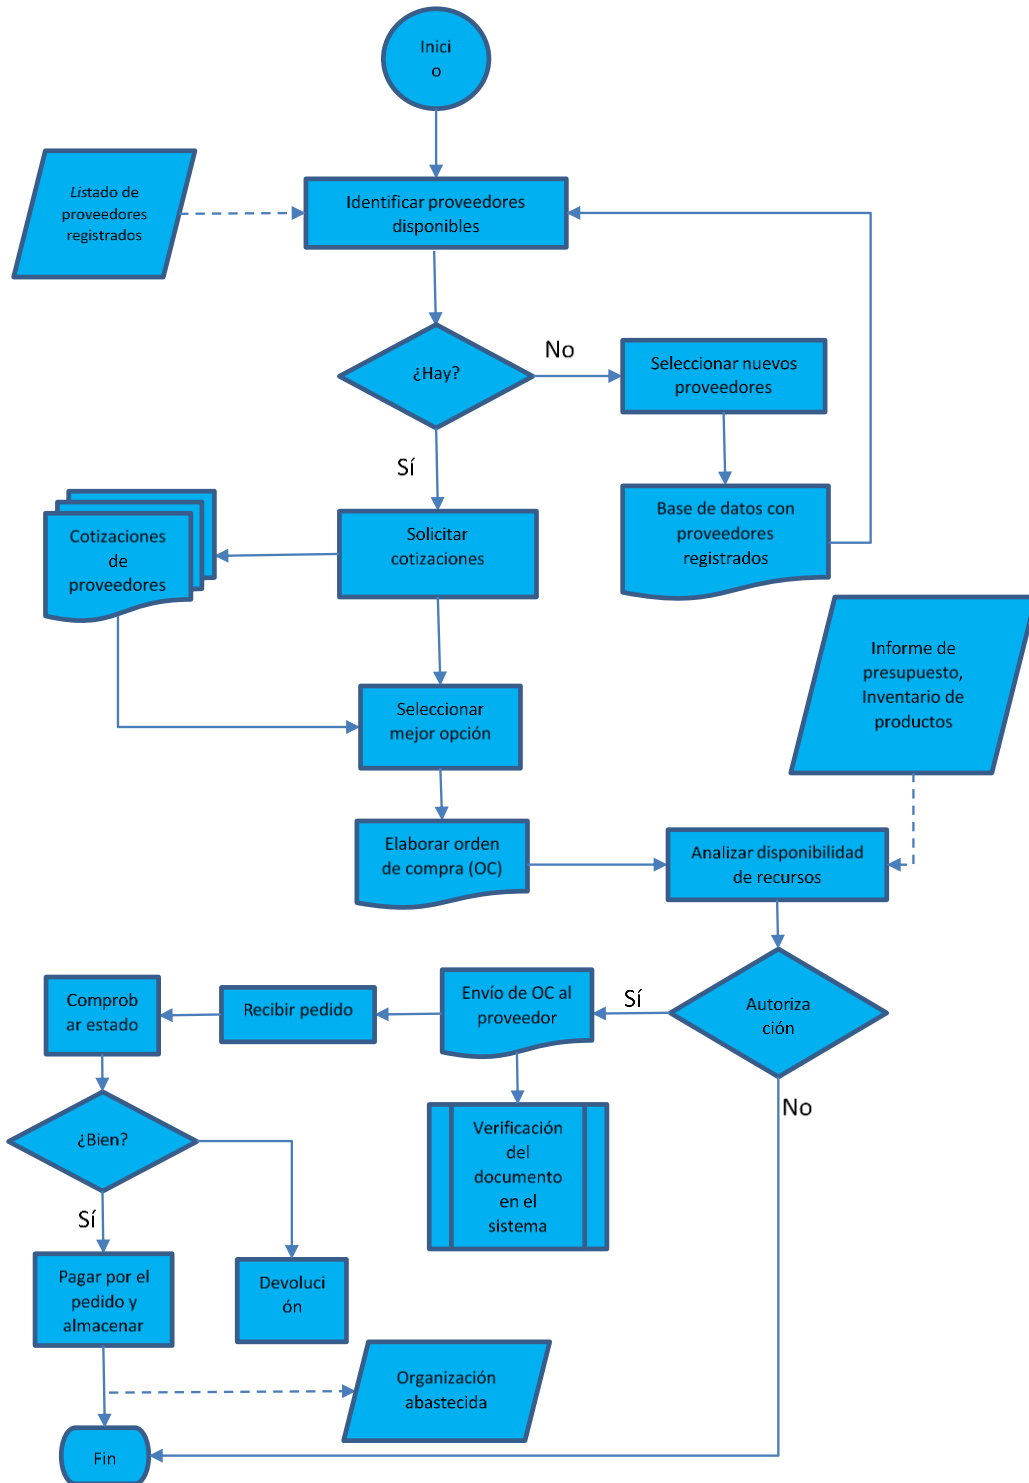 Inici
o
Listado de
proveedores
registrados
Identificar proveedores
disponibles
¿Hay?
No
Seleccionar nuevos
proveedores
Sí
Cotizaciones
de
proveedores
Solicitar
cotizaciones
Base de datos con
proveedores
registrados
Informe de
presupuesto,
Inventario de
productos
Seleccionar
mejor opción
Elaborar orden
de compra (OC)
Analizar disponibilidad
de recursos
Comprob
ar estado
Recibir pedido
Envío de OC al
proveedor
Sí
Autoriza
ción
No
¿Bien?
Verificación
del
documento
en el
sistema
Sí
Pagar por el
pedido y
almacenar
Devoluci
ón
Organización
abastecida
Fin